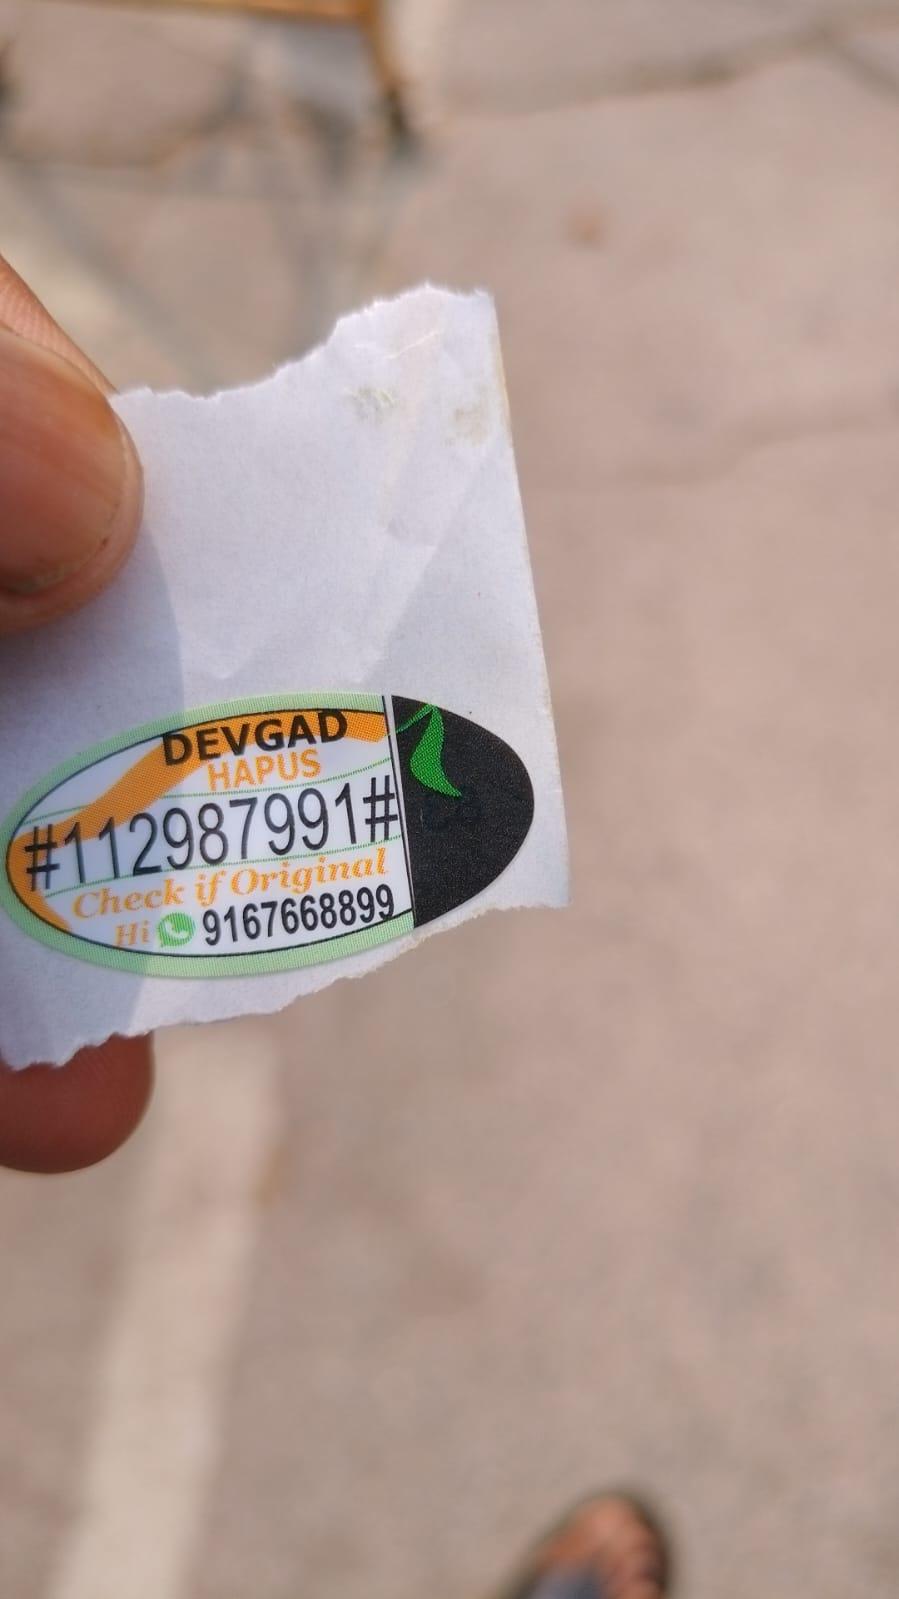 DEVGAD
HAPUS
#112987991#
Check if Original
Hi 9167668899